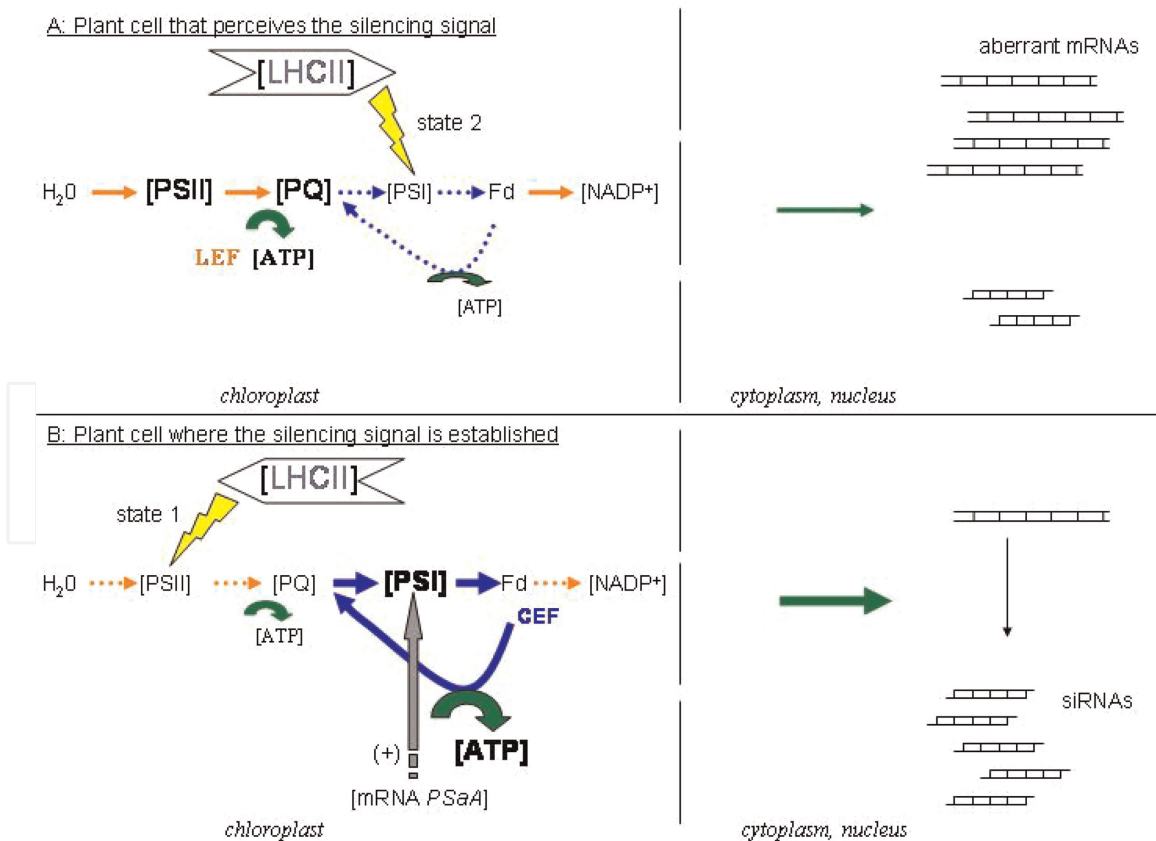 A: Plant cell that perceives the silencing signal
aberrant mRNAs
[LHCII]
state 2
H20 [PSII] [PQ] [PSI] Fd [NADP+]
LEF [ATP]
[ATP]
chloroplast
cytoplasm, nucleus
B: Plant cell where the silencing signal is established
[LHCII]
state 1
H20 [PSII] [PQ] [PSI] Fd [NADP+]
[ATP]
CEF
siRNAs
(+)
[ATP]
[mRNA PSaA]
chloroplast
cytoplasm, nucleus